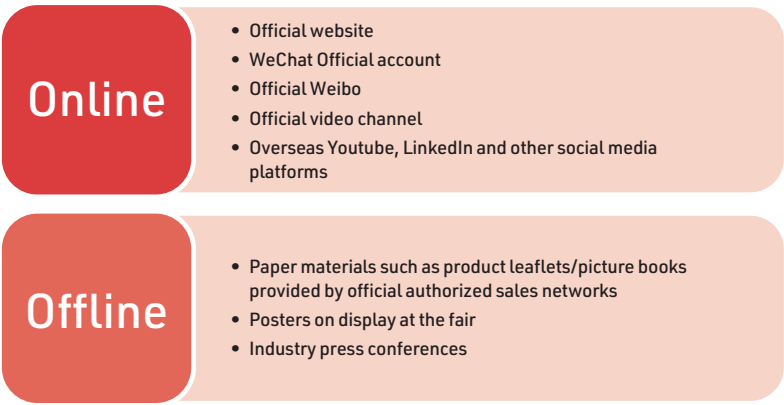 Online
• Official website
• WeChat Official account
• Official Weibo
• Official video channel
• Overseas Youtube, LinkedIn and other social media
platforms
Offline
• Paper materials such as product leaflets/picture books
provided by official authorized sales networks
• Posters on display at the fair
• Industry press conferences